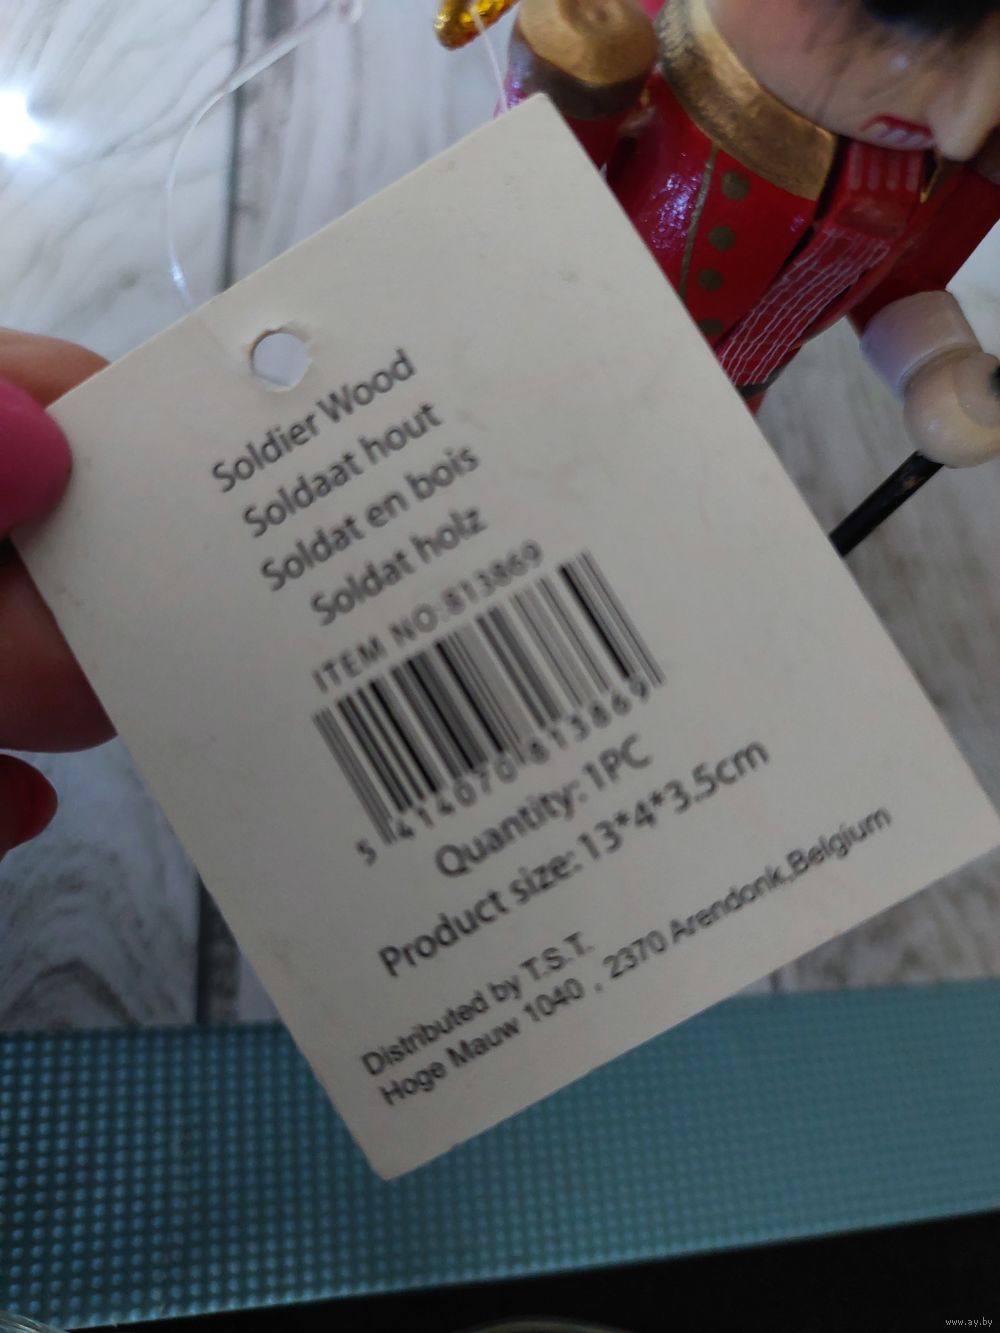 Soldier Wood
Soldaat hout
Soldat en bois
Soldat holz
ITEM NO:813869
5 414070 813869
Quantity: 1PC
Product size: 13*4*3.5cm
Distributed by T.S.T.
Hoge Mauw 1040 , 2370 Arendonk,Belgium
www.ay.by